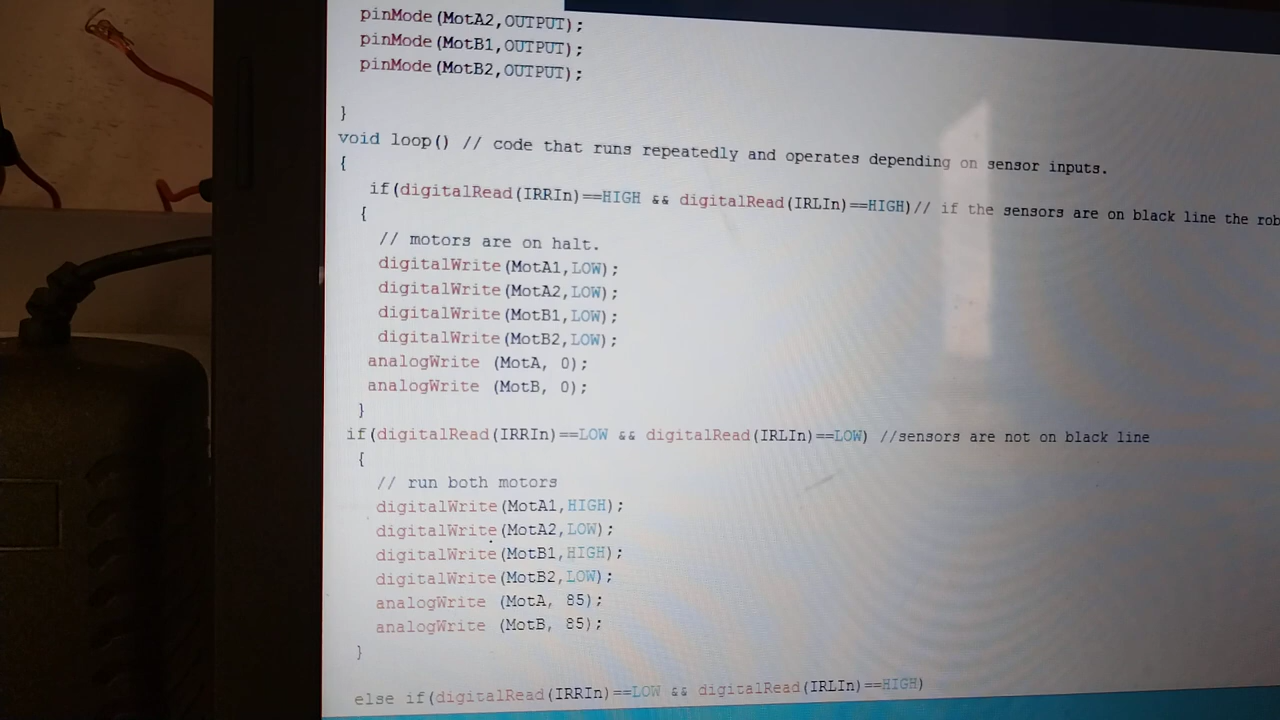 pinMode(MotA2,OUTPUT);
pinMode(MotB1,OUTPUT);
pinMode(MotB2,OUTPUT);
}
void loop() // code that runs repeatedly and operates depending on sensor inputs.
{
if(digitalRead(IRRIn)==HIGH && digitalRead(IRLIn)==HIGH)// if the sensors are on black line the rob
{
// motors are on halt.
digitalWrite(MotA1,LOW);
digitalWrite(MotA2,LOW);
digitalWrite(MotB1,LOW);
digitalWrite(MotB2,LOW);
analogWrite (MotA, 0);
analogWrite (MotB, 0);
}
if(digitalRead(IRRIn)==LOW && digitalRead(IRLIn)==LOW) //sensors are not on black line
{
// run both motors
digitalWrite(MotA1,HIGH);
digitalWrite(MotA2,LOW);
digitalWrite(MotB1,HIGH);
digitalWrite(MotB2,LOW);
analogWrite (MotA, 85);
analogWrite (MotB, 85);
}
else if(digitalRead(IRRIn)==LOW && digitalRead(IRLIn)==HIGH)